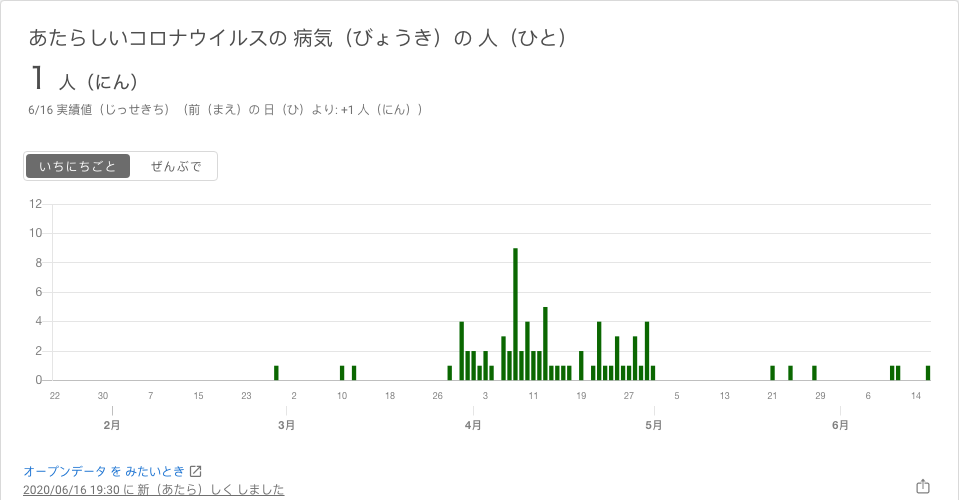 あたらしいコロナウイルスの 病気（びょうき）の 人（ひと）
1 人（にん）
6/16 実績値（じっせきち）（前（まえ）の 日（ひ）より: +1 人（にん））
いちにちごと ぜんぶで
12
10
8
6
4
2
0
22 30 7 15 23 2 10 18 26 3 11 19 27 5 13 21 29 6 14
2月 3月 4月 5月 6月
オープンデータ を みたいとき
2020/06/16 19:30 に 新（あたら）しく しました